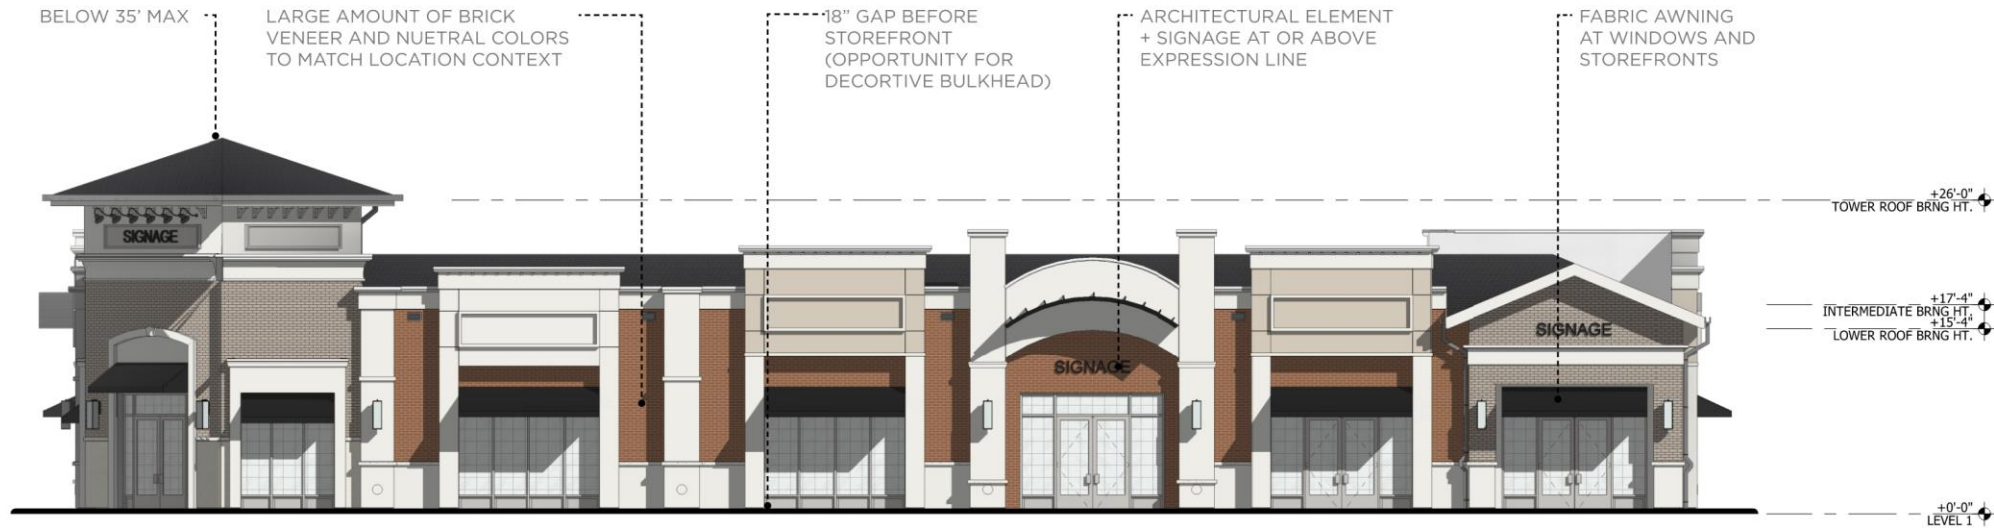 BELOW 35' MAX
LARGE AMOUNT OF BRICK
VENEER AND NUETRAL COLORS
TO MATCH LOCATION CONTEXT
18" GAP BEFORE
STOREFRONT
(OPPORTUNITY FOR
DECORTIVE BULKHEAD)
ARCHITECTURAL ELEMENT
+ SIGNAGE AT OR ABOVE
EXPRESSION LINE
FABRIC AWNING
AT WINDOWS AND
STOREFRONTS
+26'-0"
TOWER ROOF BRNG HT.
SIGNAGE
+17'-4"
INTERMEDIATE BRNG HT.
+15'-4"
LOWER ROOF BRNG HT.
SIGNAGE
SIGNAGE
+0'-0"
LEVEL 1